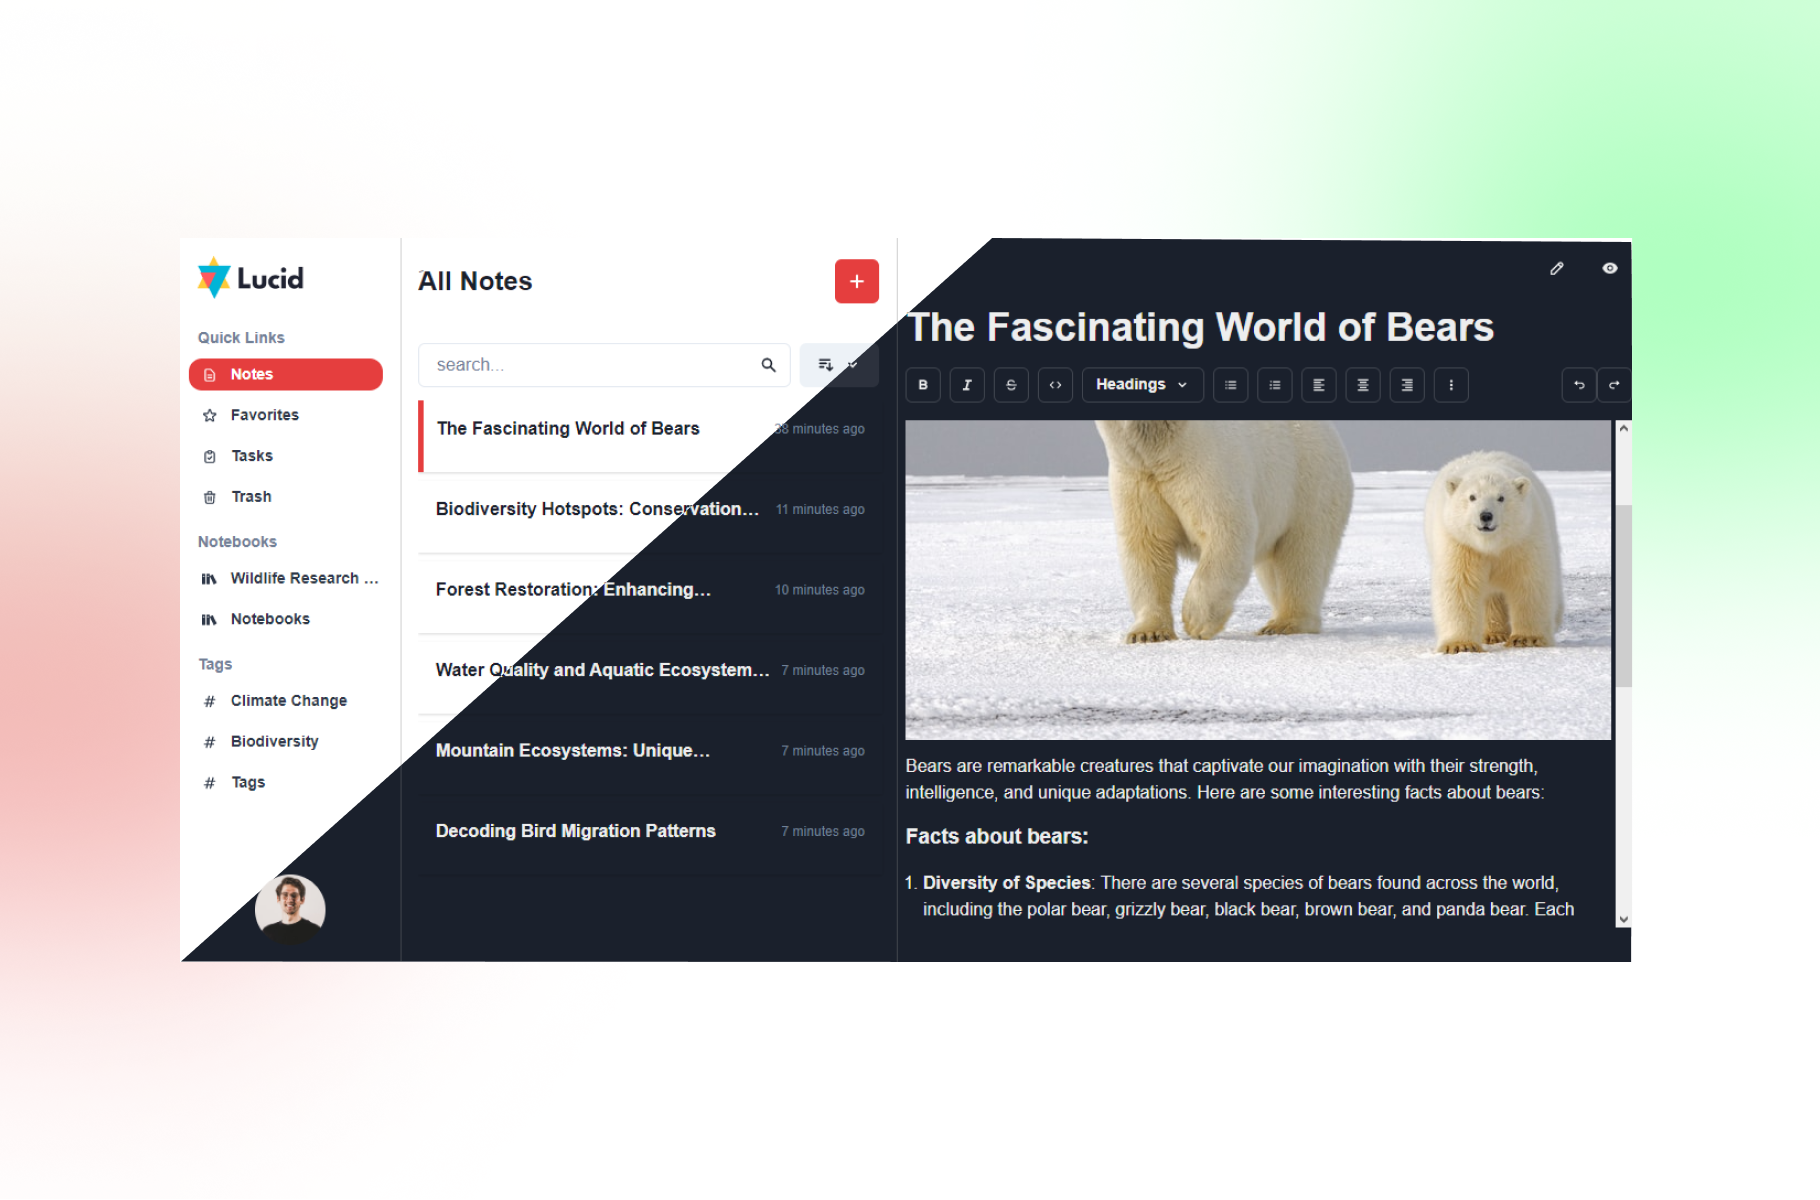 Lucid
Quick Links
Notes
Favorites
Tasks
Trash
Notebooks
Wildlife Research ...
Notebooks
Tags
# Climate Change
# Biodiversity
# Tags
All Notes
+
search...
The Fascinating World of Bears 38 minutes ago
Biodiversity Hotspots: Conservation... 11 minutes ago
Forest Restoration: Enhancing... 10 minutes ago
Water Quality and Aquatic Ecosystem... 7 minutes ago
Mountain Ecosystems: Unique... 7 minutes ago
Decoding Bird Migration Patterns 7 minutes ago
The Fascinating World of Bears
B I S <> Headings
Bears are remarkable creatures that captivate our imagination with their strength,
intelligence, and unique adaptations. Here are some interesting facts about bears:
Facts about bears:
1. Diversity of Species: There are several species of bears found across the world,
including the polar bear, grizzly bear, black bear, brown bear, and panda bear. Each